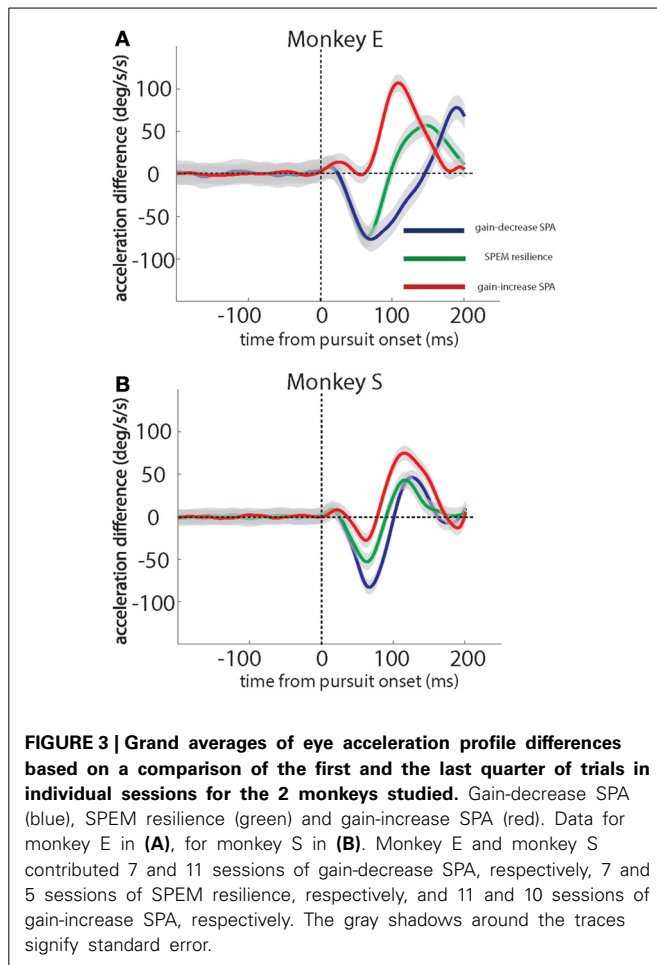 A
Monkey E
acceleration difference (deg/s/s)
100
50
0
-50
-100
gain-decrease SPA
SPEM resilience
gain-increase SPA
-100
0
100
200
time from pursuit onset (ms)
B
Monkey S
acceleration difference (deg/s/s)
100
50
0
-50
-100
-100
0
100
200
time from pursuit onset (ms)
FIGURE 3 | Grand averages of eye acceleration profile differences
based on a comparison of the first and the last quarter of trials in
individual sessions for the 2 monkeys studied. Gain-decrease SPA
(blue), SPEM resilience (green) and gain-increase SPA (red). Data for
monkey E in (A), for monkey S in (B). Monkey E and monkey S
contributed 7 and 11 sessions of gain-decrease SPA, respectively, 7 and
5 sessions of SPEM resilience, respectively, and 11 and 10 sessions of
gain-increase SPA, respectively. The gray shadows around the traces
signify standard error.